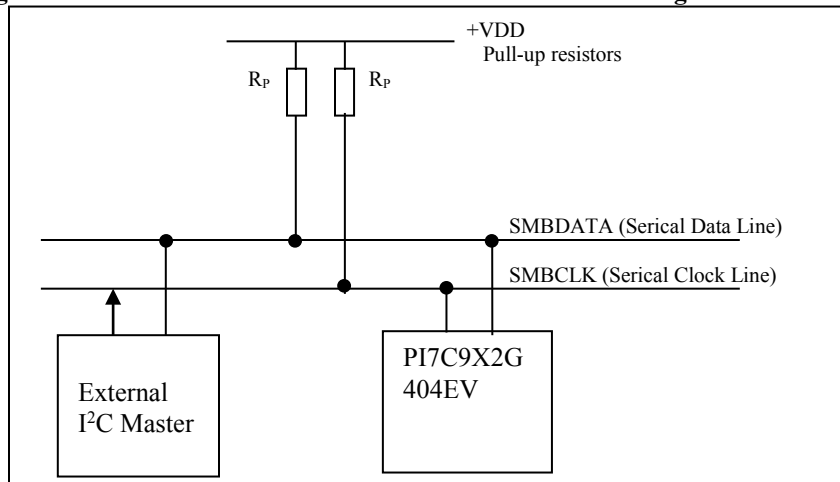 +VDD
Pull-up resistors
RP RP
SMBDATA (Serical Data Line)
SMBCLK (Serical Clock Line)
PI7C9X2G
404EV
External
I²C Master